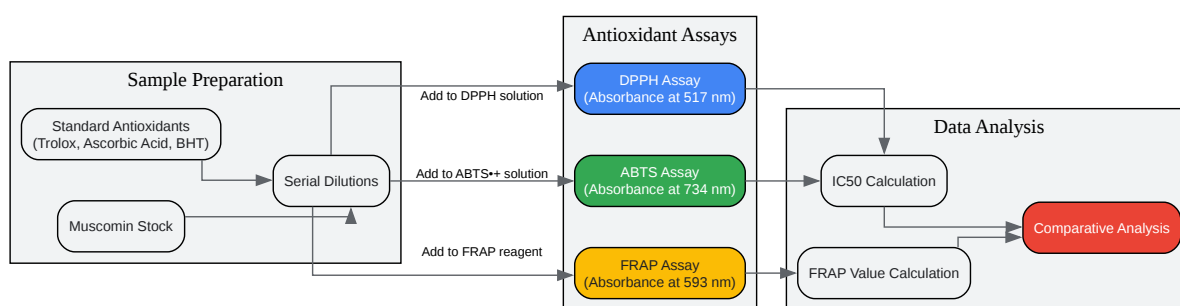 Sample Preparation
Standard Antioxidants
(Trolox, Ascorbic Acid, BHT)
Muscomin Stock
Serial Dilutions
Add to DPPH solution
Add to ABTS•+ solution
Add to FRAP reagent
Antioxidant Assays
DPPH Assay
(Absorbance at 517 nm)
ABTS Assay
(Absorbance at 734 nm)
FRAP Assay
(Absorbance at 593 nm)
Data Analysis
IC50 Calculation
FRAP Value Calculation
Comparative Analysis